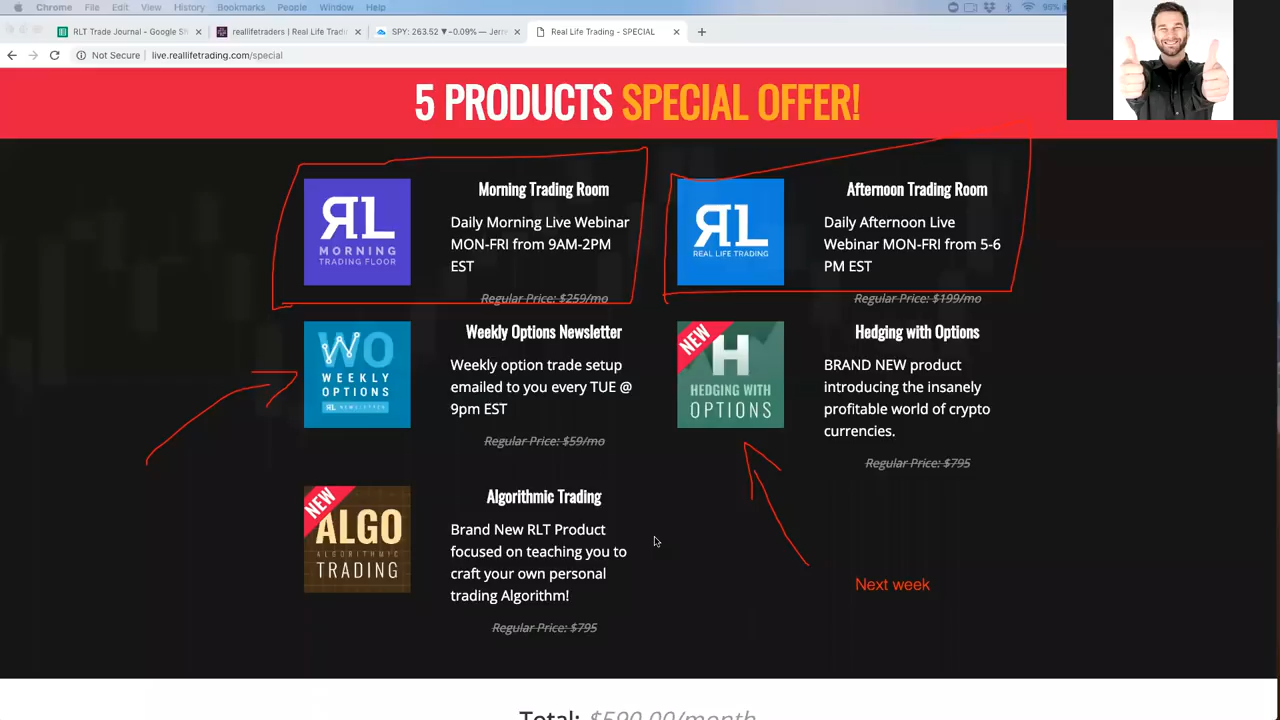 Chrome File Edit View History Bookmarks People Window Help 96%
RLT Trade Journal - Google S
reallifetraders | Real Life Tradi
SPY: 263.52 ▼ -0.09% — Jerr
Real Life Trading - SPECIAL
Not Secure | live.reallifetrading.com/special
5 PRODUCTS SPECIAL OFFER!
RL
MORNING
TRADING FLOOR
Morning Trading Room
Daily Morning Live Webinar
MON-FRI from 9AM-2PM
EST
Regular Price: $259/mo
RL
REAL LIFE TRADING
Afternoon Trading Room
Daily Afternoon Live
Webinar MON-FRI from 5-6
PM EST
Regular Price: $199/mo
WO
WEEKLY
OPTIONS
RL NEWSLETTER
Weekly Options Newsletter
Weekly option trade setup
emailed to you every TUE @
9pm EST
Regular Price: $59/mo
NEW
H
HEDGING WITH
OPTIONS
Hedging with Options
BRAND NEW product
introducing the insanely
profitable world of crypto
currencies.
Regular Price: $795
NEW
ALGO
ALGORITHMIC
TRADING
Algorithmic Trading
Brand New RLT Product
focused on teaching you to
craft your own personal
trading Algorithm!
Regular Price: $795
Next week
Total: $590.00/month